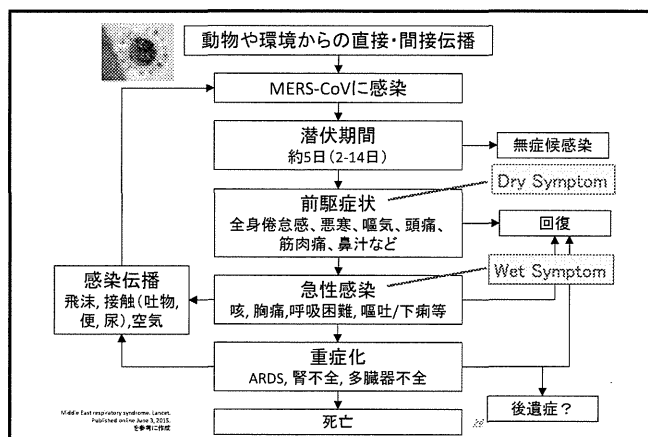 動物や環境からの直接・間接伝播
MERS-CoVに感染
潜伏期間
約5日(2-14日)
無症候感染
前駆症状
全身倦怠感、悪寒、嘔気、頭痛、
筋肉痛、鼻汁など
Dry Symptom
回復
急性感染
咳, 胸痛,呼吸困難, 嘔吐/下痢等
Wet Symptom
感染伝播
飛沫, 接触(吐物,
便, 尿),空気
重症化
ARDS, 腎不全, 多臓器不全
後遺症?
死亡
Middle East respiratory syndrome. Lancet.
Published online June 3, 2015.
を参考に作成